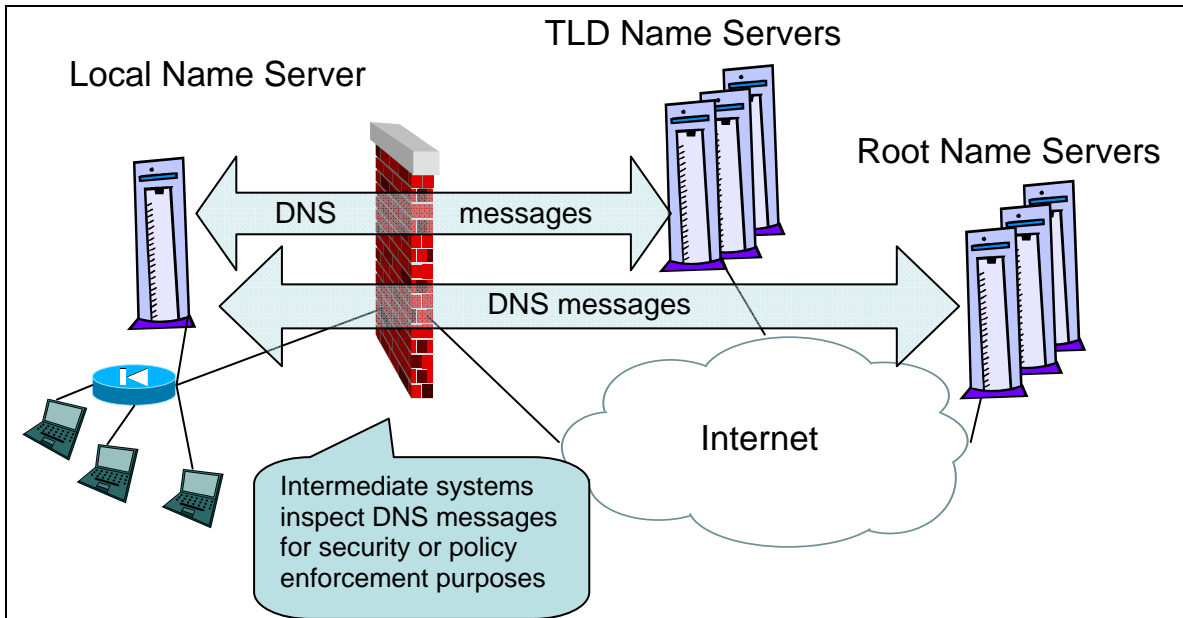 TLD Name Servers
Local Name Server
Root Name Servers
DNS messages
DNS messages
Internet
Intermediate systems
inspect DNS messages
for security or policy
enforcement purposes